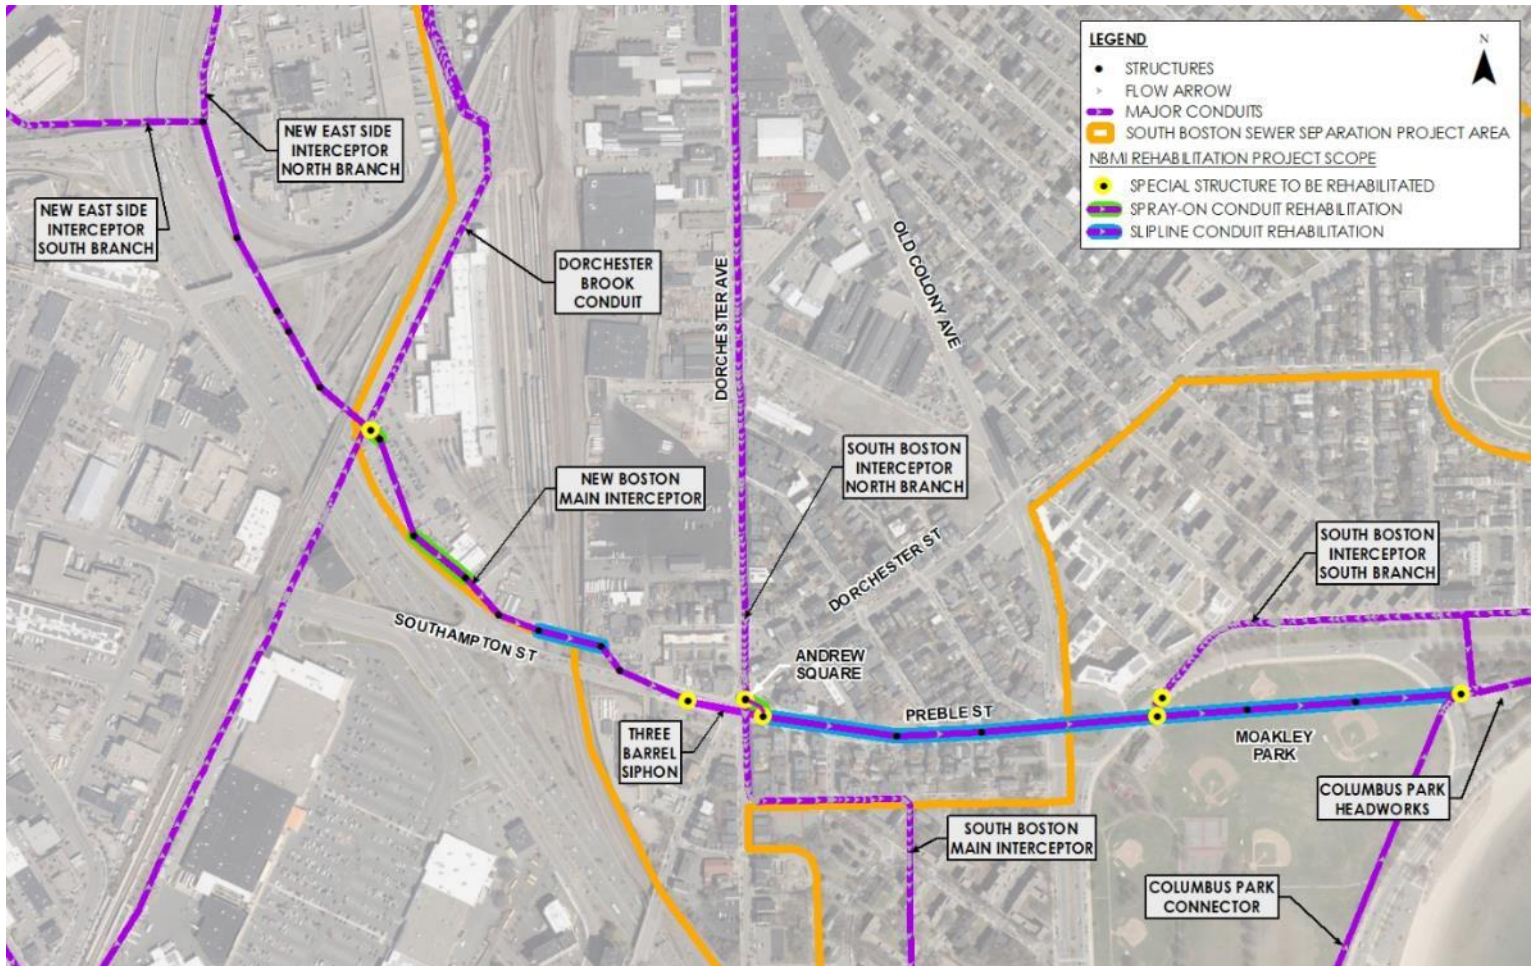 LEGEND
N
STRUCTURES
FLOW ARROW
MAJOR CONDUITS
SOUTH BOSTON SEWER SEPARATION PROJECT AREA
NBMI REHABILITATION PROJECT SCOPE
SPECIAL STRUCTURE TO BE REHABILITATED
SPRAY-ON CONDUIT REHABILITATION
SLIPLINE CONDUIT REHABILITATION
NEW EAST SIDE
INTERCEPTOR
NORTH BRANCH
NEW EAST SIDE
INTERCEPTOR
SOUTH BRANCH
DORCHESTER
BROOK
CONDUIT
DORCHESTER AVE
OLD COLONY AVE
NEW BOSTON
MAIN INTERCEPTOR
SOUTH BOSTON
INTERCEPTOR
NORTH BRANCH
DORCHESTER ST
SOUTH BOSTON
INTERCEPTOR
SOUTH BRANCH
SOUTHAMPTON ST
ANDREW
SQUARE
PREBLE ST
THREE
BARREL
SIPHON
MOAKLEY
PARK
COLUMBUS PARK
HEADWORKS
SOUTH BOSTON
MAIN INTERCEPTOR
COLUMBUS PARK
CONNECTOR